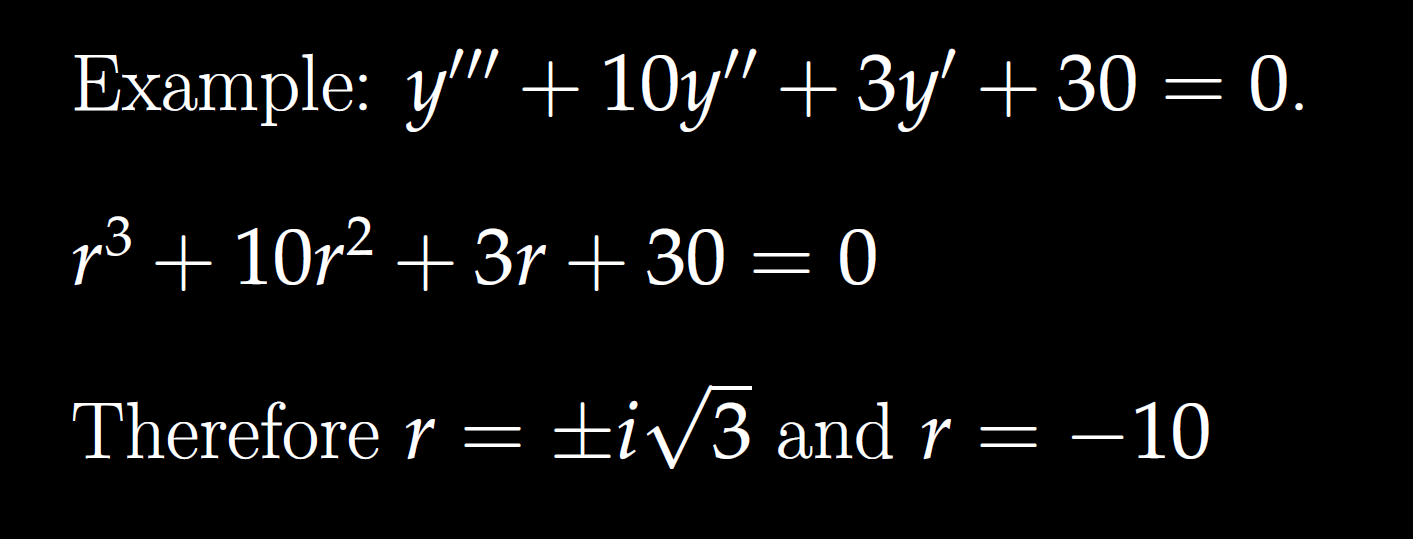 Example: y''' + 10y'' + 3y' + 30 = 0.
r³ + 10r² + 3r + 30 = 0
Therefore r = ±i√3 and r = −10